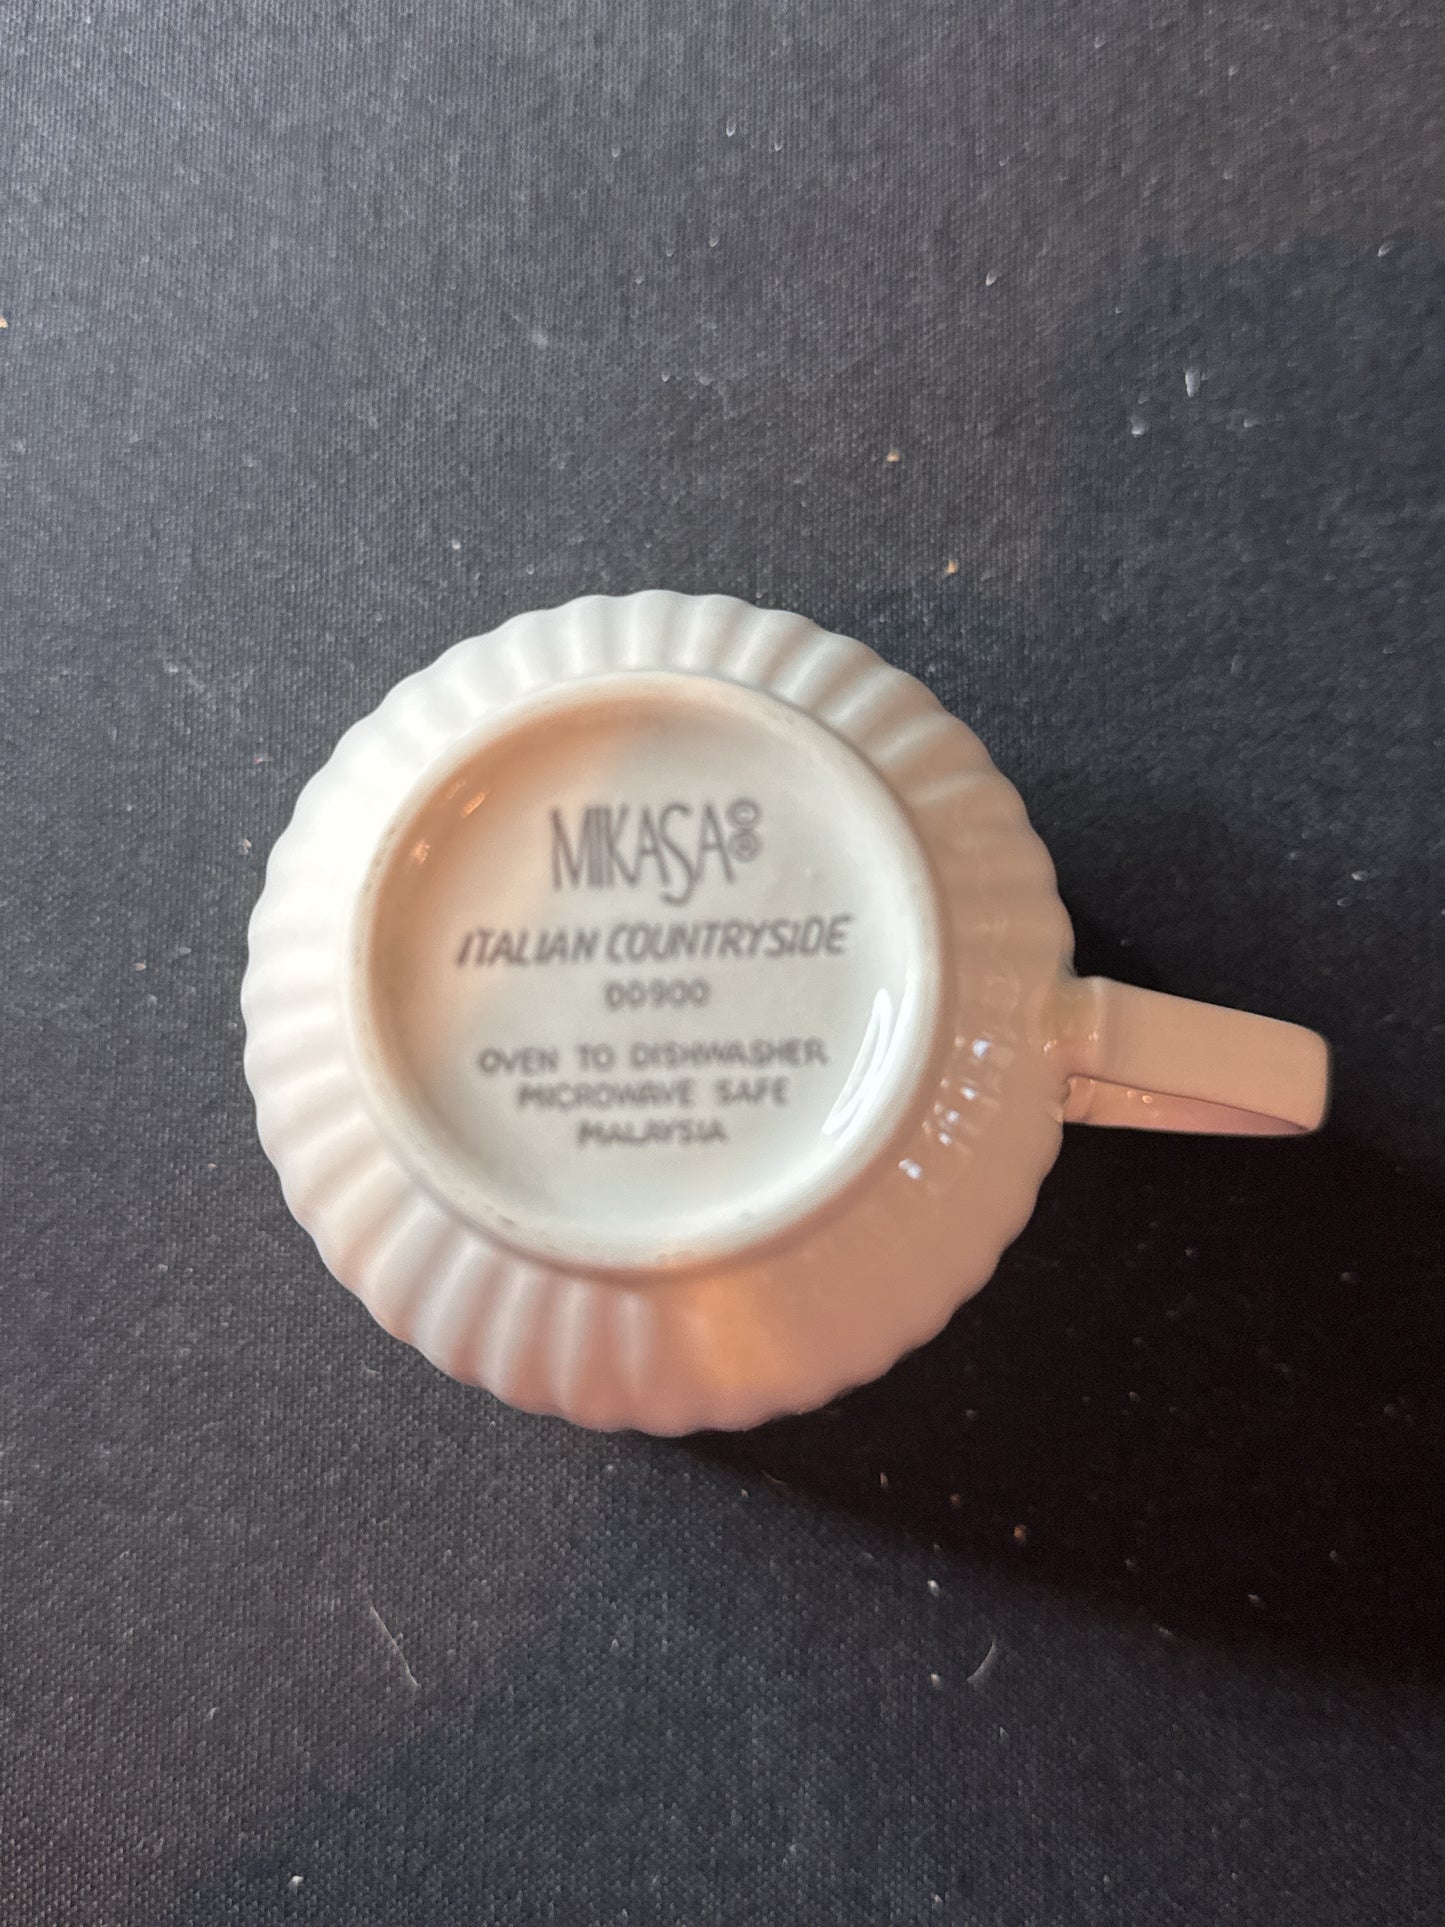 MIKASA © ®
ITALIAN COUNTRYSIDE
DD900
OVEN TO DISHWASHER
MICROWAVE SAFE
MALAYSIA